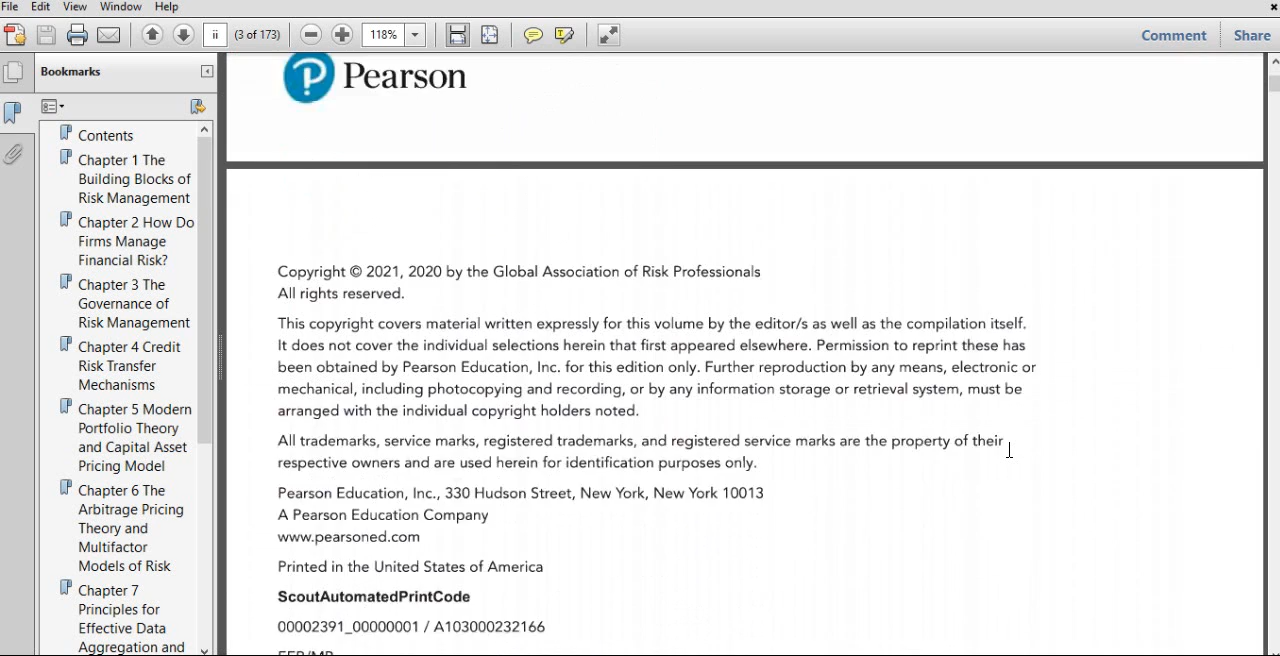 File Edit View Window Help
ii (3 of 173) 118% Comment Share
Bookmarks
Contents
Chapter 1 The
Building Blocks of
Risk Management
Chapter 2 How Do
Firms Manage
Financial Risk?
Chapter 3 The
Governance of
Risk Management
Chapter 4 Credit
Risk Transfer
Mechanisms
Chapter 5 Modern
Portfolio Theory
and Capital Asset
Pricing Model
Chapter 6 The
Arbitrage Pricing
Theory and
Multifactor
Models of Risk
Chapter 7
Principles for
Effective Data
Aggregation and
Pearson
Copyright © 2021, 2020 by the Global Association of Risk Professionals
All rights reserved.
This copyright covers material written expressly for this volume by the editor/s as well as the compilation itself.
It does not cover the individual selections herein that first appeared elsewhere. Permission to reprint these has
been obtained by Pearson Education, Inc. for this edition only. Further reproduction by any means, electronic or
mechanical, including photocopying and recording, or by any information storage or retrieval system, must be
arranged with the individual copyright holders noted.
All trademarks, service marks, registered trademarks, and registered service marks are the property of their
respective owners and are used herein for identification purposes only.
Pearson Education, Inc., 330 Hudson Street, New York, New York 10013
A Pearson Education Company
www.pearsoned.com
Printed in the United States of America
ScoutAutomatedPrintCode
00002391_00000001 / A103000232166